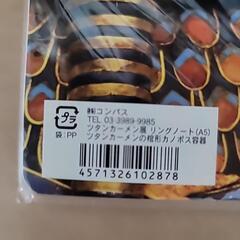 ㈱コンパス
TEL 03-3989-9985
ツタンカーメン展 リングノート(A5)
ツタンカーメンの棺形カノポス容器
プラ
袋:PP
4571326102878